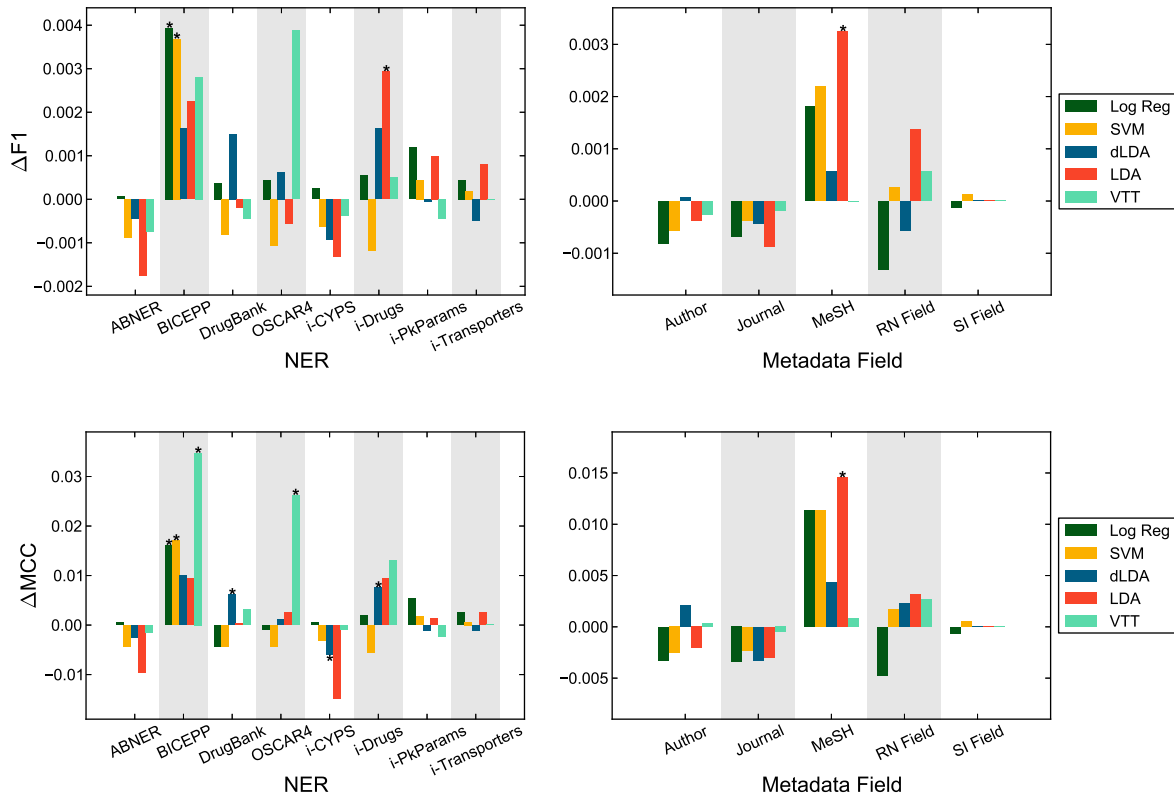 0.004
0.003
0.002
0.001
0.000
−0.001
−0.002
ΔF1
*
*
*
ABNER
BICEPP
DrugBank
OSCAR4
i-CYPS
i-Drugs
i-PkParams
i-Transporters
NER
0.003
0.002
0.001
0.000
−0.001
*
Author
Journal
MeSH
RN Field
SI Field
Metadata Field
Log Reg
SVM
dLDA
LDA
VTT
0.03
0.02
0.01
0.00
−0.01
ΔMCC
*
*
*
*
*
*
*
ABNER
BICEPP
DrugBank
OSCAR4
i-CYPS
i-Drugs
i-PkParams
i-Transporters
NER
0.015
0.010
0.005
0.000
−0.005
*
Author
Journal
MeSH
RN Field
SI Field
Metadata Field
Log Reg
SVM
dLDA
LDA
VTT